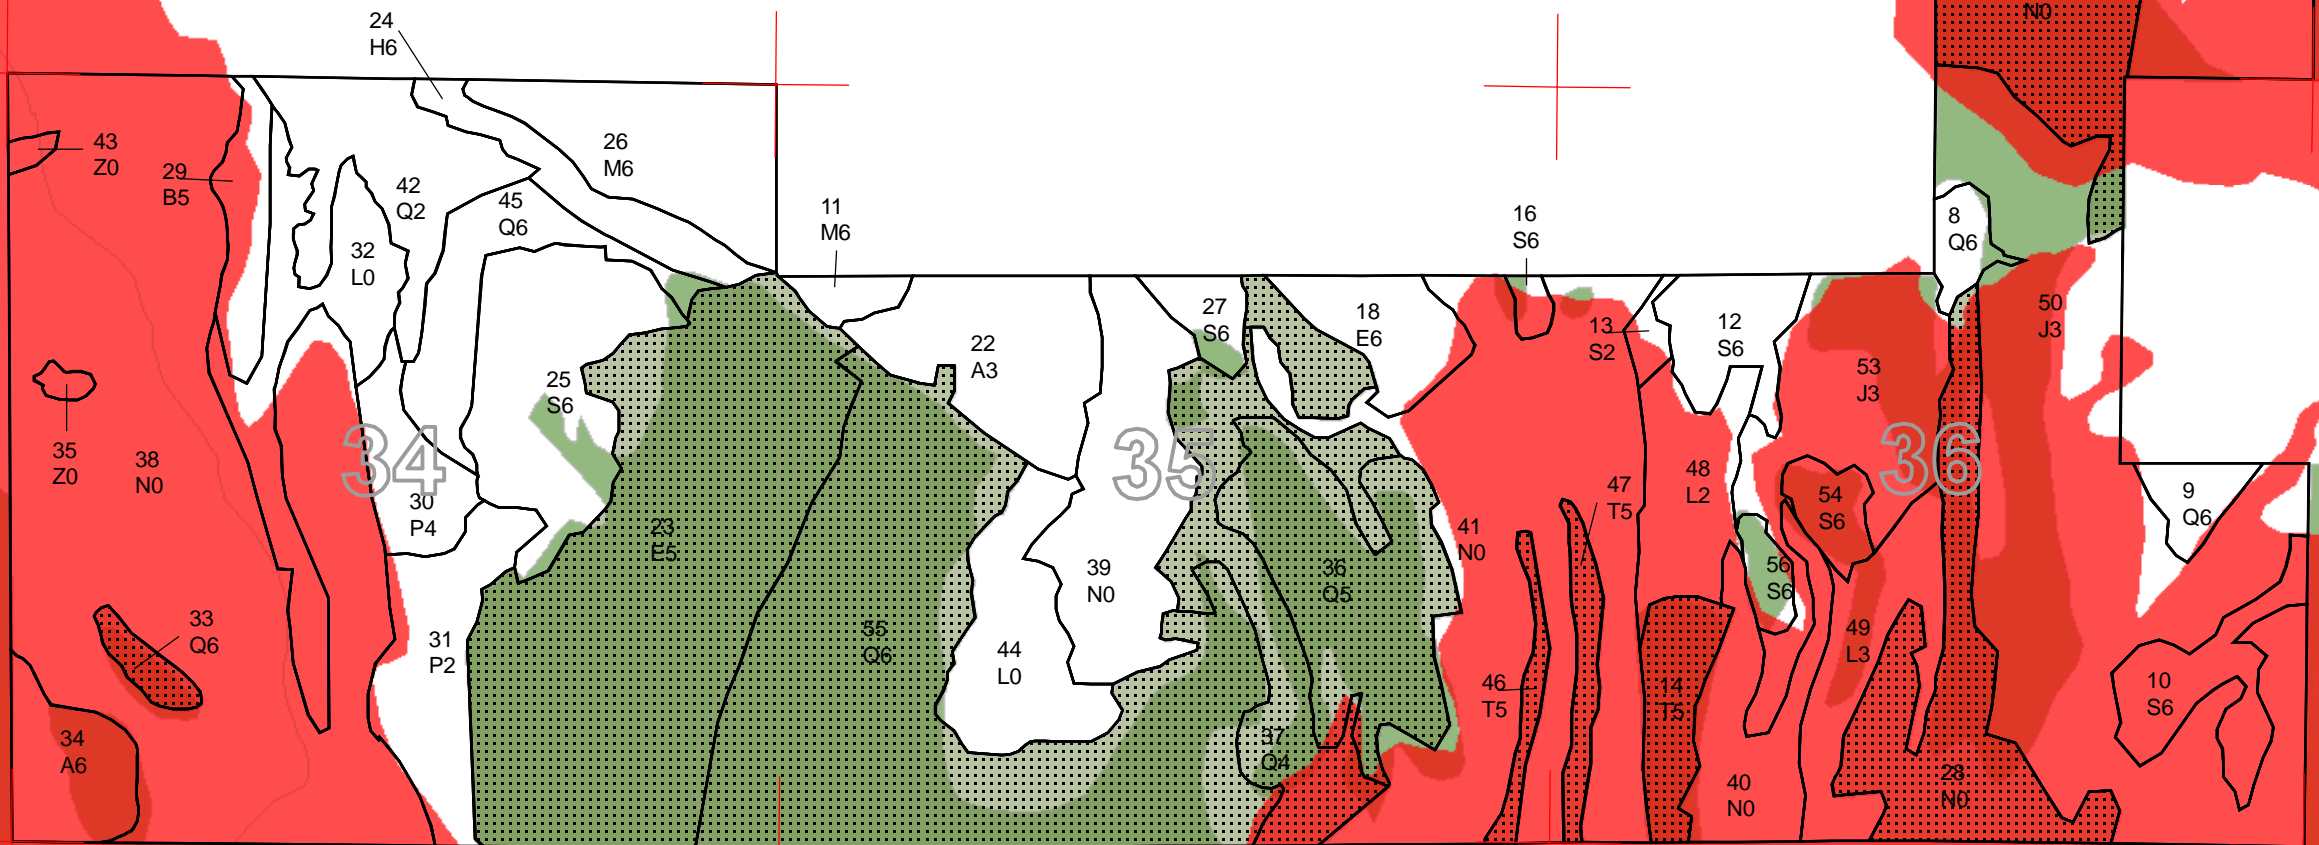 24
H6
N0
43
Z0
29
B5
42
Q2
45
Q6
26
M6
32
L0
11
M6
16
S6
8
Q6
27
S6
18
E6
13
S2
12
S6
50
J3
22
A3
25
S6
53
J3
35
Z0
38
N0
34
30
P4
23
E5
35
39
N0
36
Q5
41
N0
47
T5
48
L2
54
S6
36
9
Q6
56
S6
33
Q6
31
P2
55
Q6
44
L0
46
T5
14
T5
49
L3
10
S6
34
A6
37
Q4
40
N0
28
N0